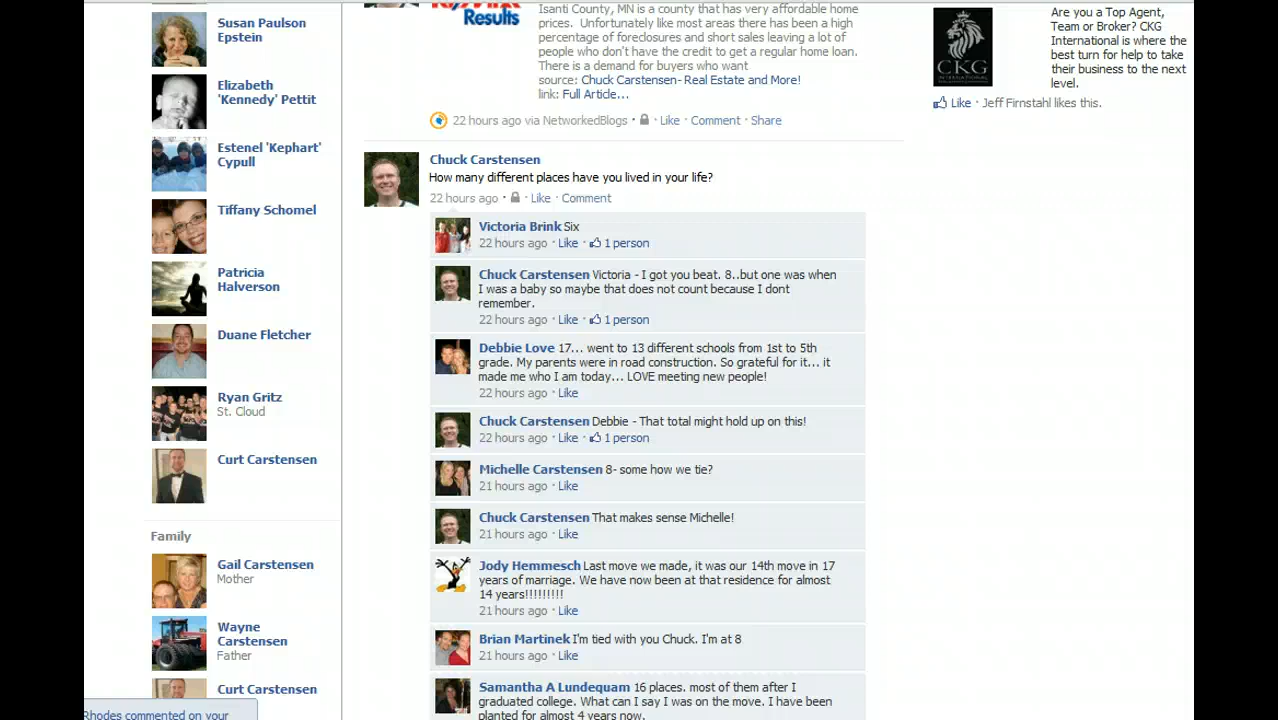 Susan Paulson
Epstein
Elizabeth
'Kennedy' Pettit
Estenel 'Kephart'
Cypull
Tiffany Schomel
Patricia
Halverson
Duane Fletcher
Ryan Gritz
St. Cloud
Curt Carstensen
Family
Gail Carstensen
Mother
Wayne
Carstensen
Father
Curt Carstensen
Rhodes commented on your
Results
Isanti County, MN is a county that has very affordable home
prices. Unfortunately like most areas there has been a high
percentage of foreclosures and short sales leaving a lot of
people who don't have the credit to get a regular home loan.
There is a demand for buyers who want
source: Chuck Carstensen- Real Estate and More!
link: Full Article...
22 hours ago via NetworkedBlogs · Like · Comment · Share
Chuck Carstensen
How many different places have you lived in your life?
22 hours ago · Like · Comment
Victoria Brink Six
22 hours ago · Like · 1 person
Chuck Carstensen Victoria - I got you beat. 8..but one was when
I was a baby so maybe that does not count because I dont
remember.
22 hours ago · Like · 1 person
Debbie Love 17... went to 13 different schools from 1st to 5th
grade. My parents were in road construction. So grateful for it... it
made me who I am today... LOVE meeting new people!
22 hours ago · Like
Chuck Carstensen Debbie - That total might hold up on this!
22 hours ago · Like · 1 person
Michelle Carstensen 8- some how we tie?
21 hours ago · Like
Chuck Carstensen That makes sense Michelle!
21 hours ago · Like
Jody Hemmesch Last move we made, it was our 14th move in 17
years of marriage. We have now been at that residence for almost
14 years!!!!!!!!!
21 hours ago · Like
Brian Martinek I'm tied with you Chuck. I'm at 8
21 hours ago · Like
Samantha A Lundequam 16 places. most of them after I
graduated college. What can I say I was on the move. I have been
planted for almost 4 years now.
CKG
Are you a Top Agent,
Team or Broker? CKG
International is where the
best turn for help to take
their business to the next
level.
Like · Jeff Firnstahl likes this.